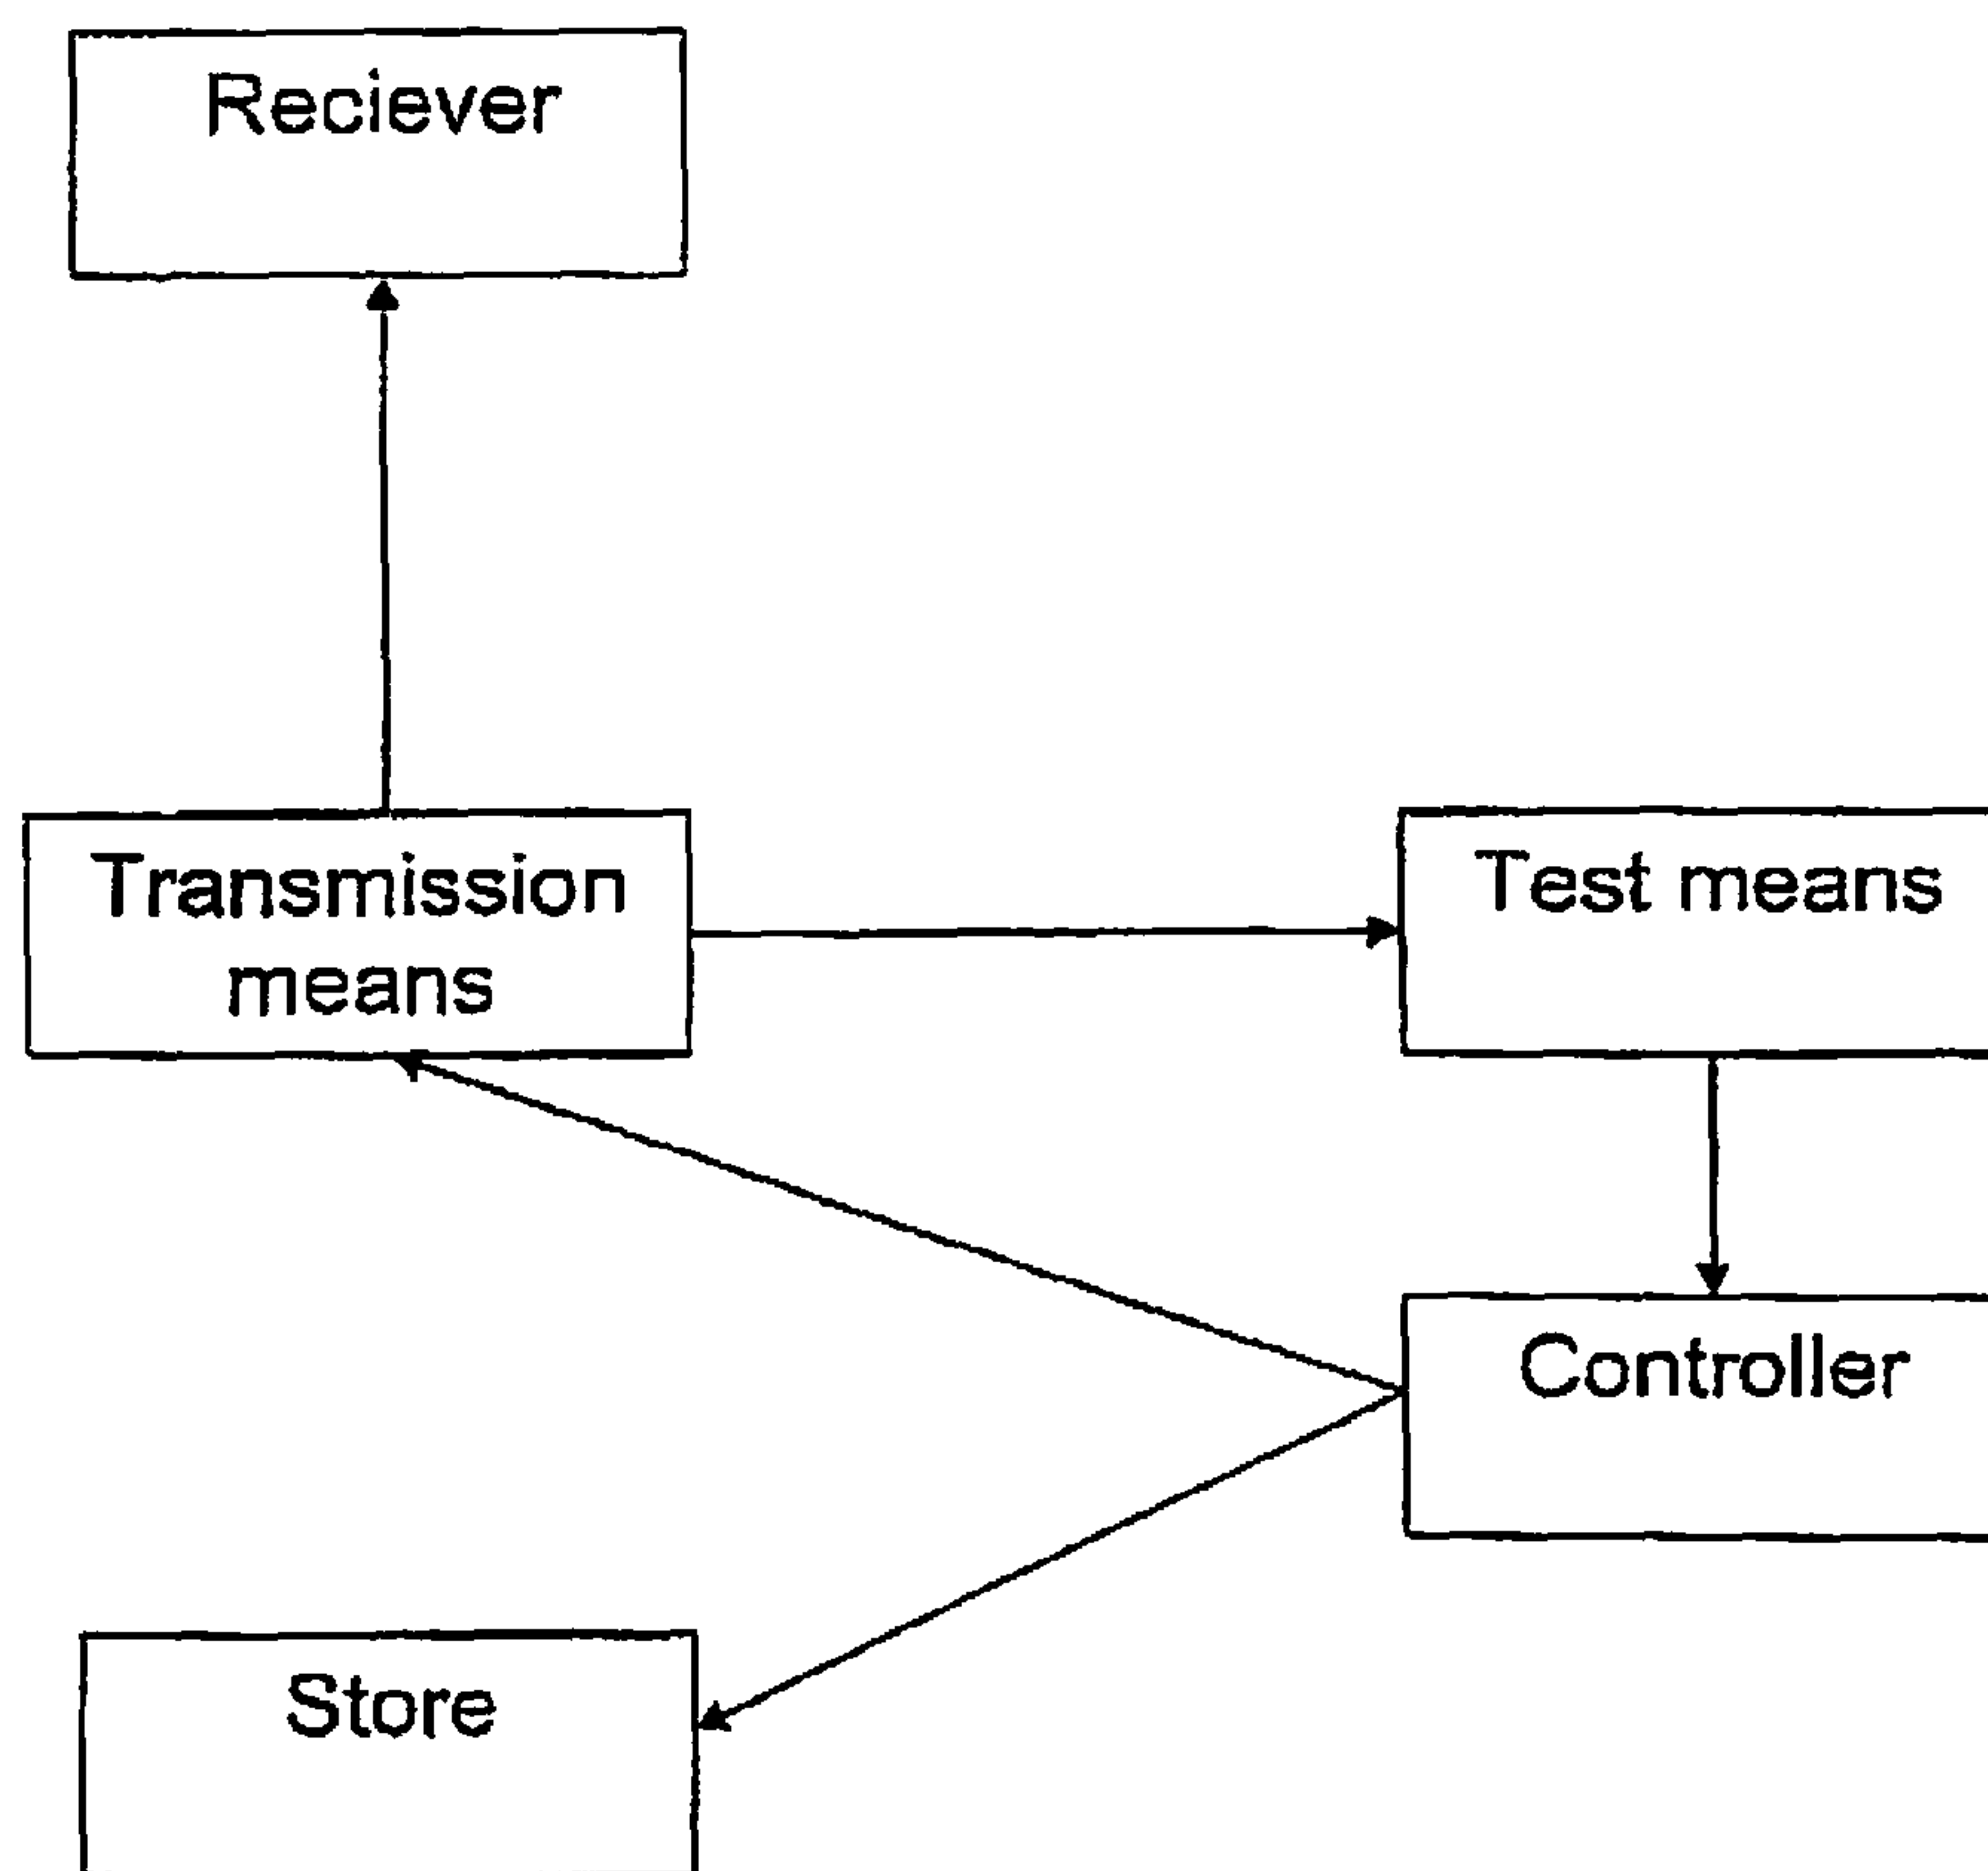 Reciever
Transmission
means
Test means
Controller
Store